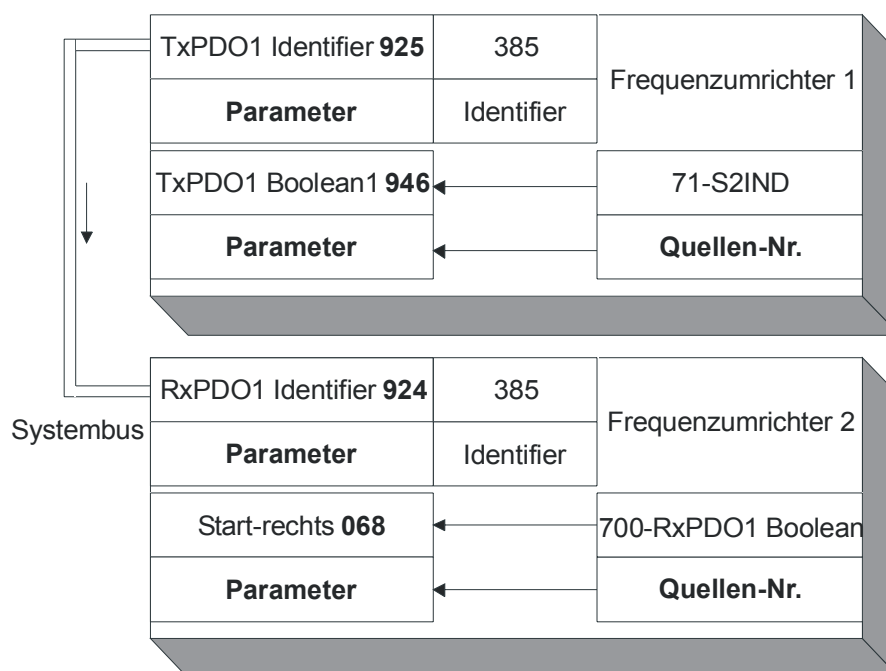 TxPDO1 Identifier 925
385
Frequenzumrichter 1
Parameter
Identifier
TxPDO1 Boolean1 946
71-S2IND
Parameter
Quellen-Nr.
RxPDO1 Identifier 924
385
Frequenzumrichter 2
Systembus
Parameter
Identifier
Start-rechts 068
700-RxPDO1 Boolean
Parameter
Quellen-Nr.